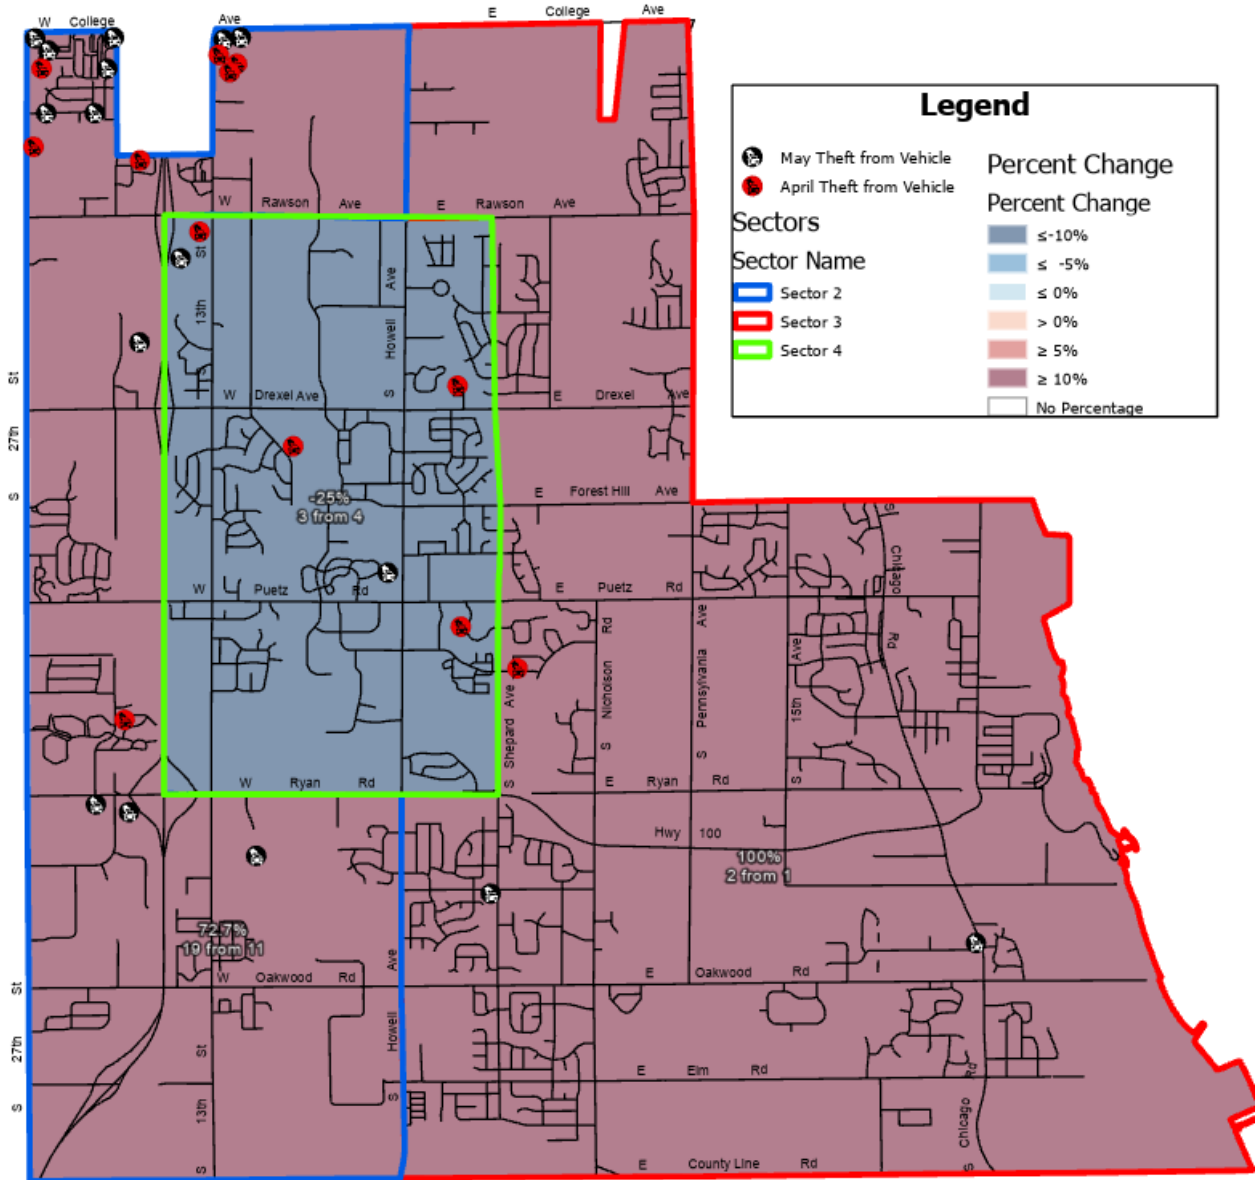 W College Ave
E College Ave
Legend
May Theft from Vehicle
April Theft from Vehicle
Sectors
Sector Name
Sector 2
Sector 3
Sector 4
Percent Change
Percent Change
≤-10%
≤ -5%
≤ 0%
> 0%
≥ 5%
≥ 10%
No Percentage
W Rawson Ave
E Rawson Ave
S 13th St
S Howell Ave
S 27th St
W Drexel Ave
E Drexel Ave
-25%
3 from 4
E Forest Hill Ave
W Puetz Rd
E Puetz Rd
S Chicago Rd
S Shepard Ave
S Nicholson Rd
S Pennsylvania Ave
S 15th Ave
W Ryan Rd
E Ryan Rd
Hwy 100
100%
2 from 1
72.7%
19 from 11
W Oakwood Rd
E Oakwood Rd
S 27th St
S 13th St
S Howell Ave
E Elm Rd
S Chicago Rd
E County Line Rd